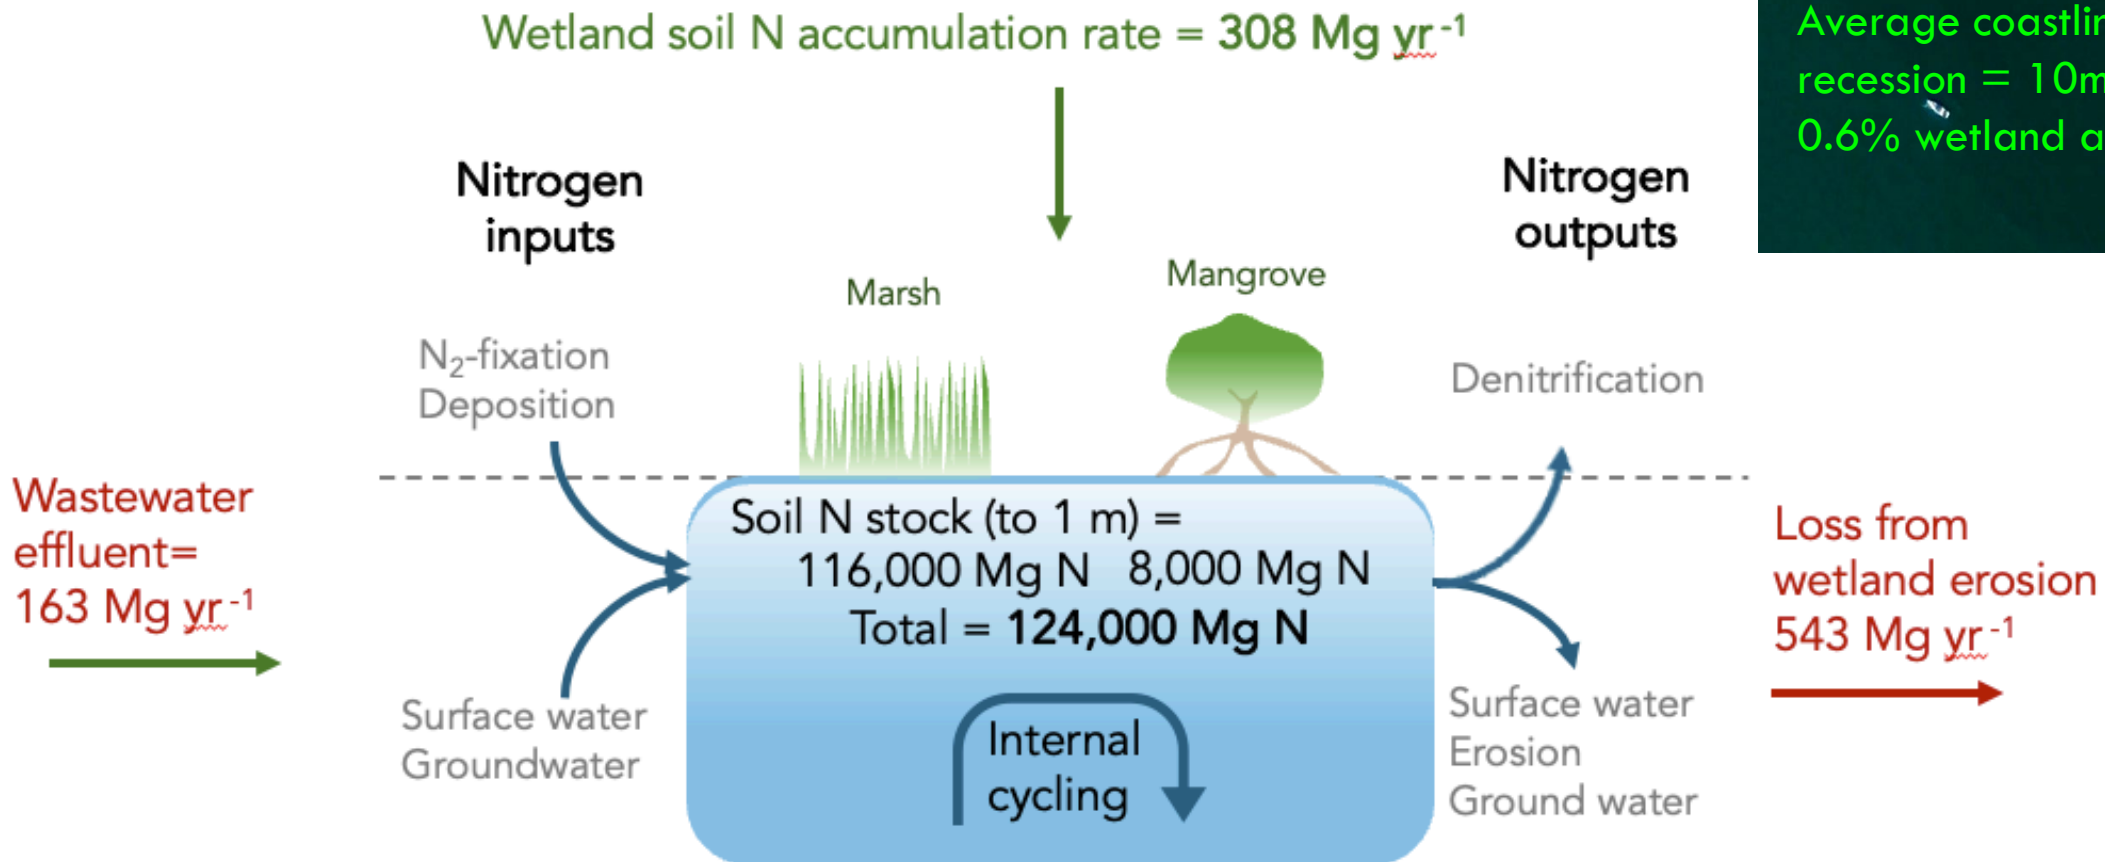 Wetland soil N accumulation rate = 308 Mg yr⁻¹
Average coastlin
recession = 10m
0.6% wetland a
Nitrogen
inputs
Nitrogen
outputs
Marsh
Mangrove
N₂-fixation
Deposition
Denitrification
Wastewater
effluent=
163 Mg yr⁻¹
Soil N stock (to 1 m) =
116,000 Mg N 8,000 Mg N
Total = 124,000 Mg N
Loss from
wetland erosion
543 Mg yr⁻¹
Surface water
Groundwater
Internal
cycling
Surface water
Erosion
Ground water